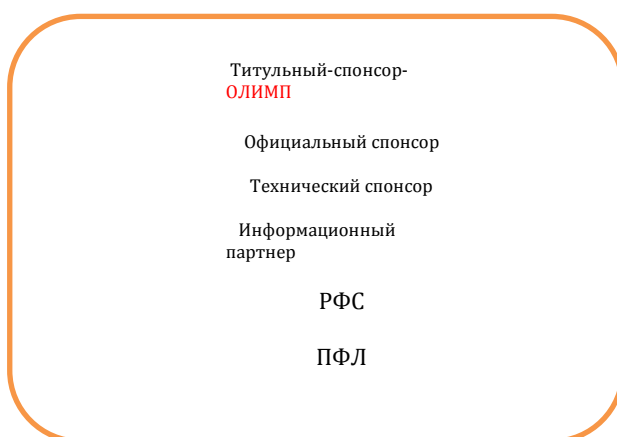 Титульный-спонсор-
ОЛИМП
Официальный спонсор
Технический спонсор
Информационный
партнер
РФС
ПФЛ